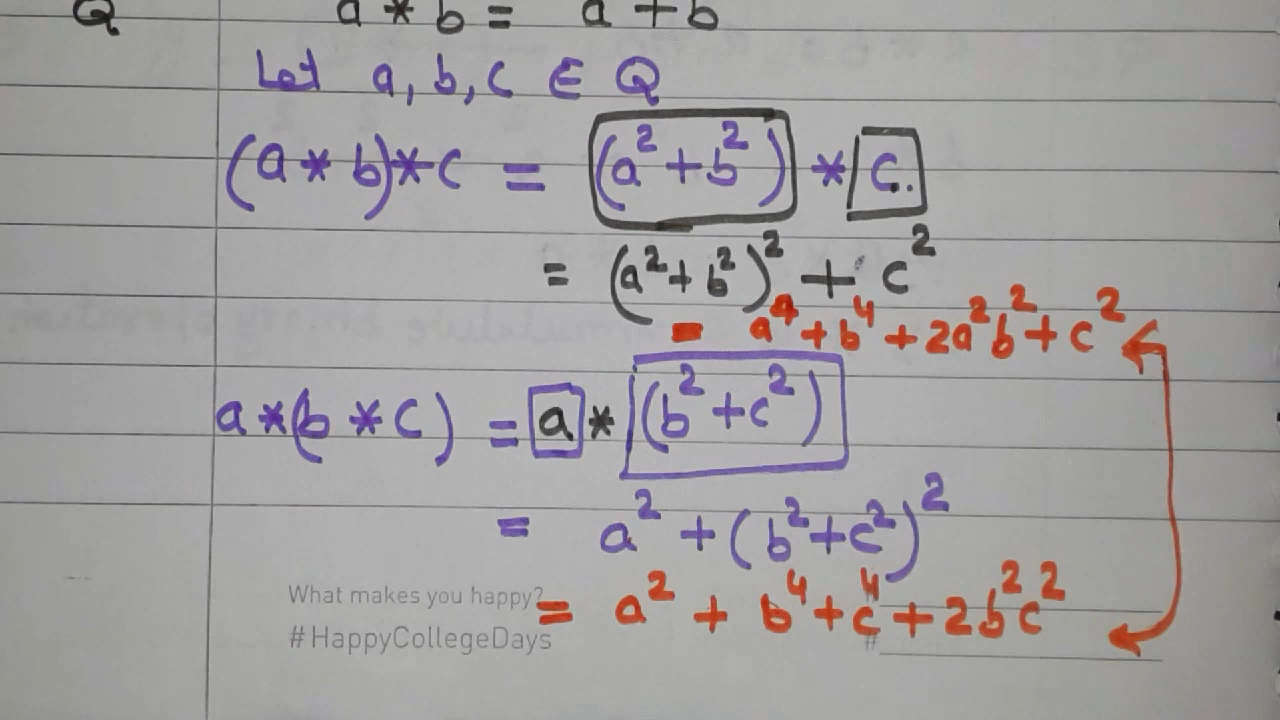 Q a * b = a + b
Let a, b, c ∈ Q
(a * b) * c = (a² + b²) * c.
= (a² + b²)² + c²
= a⁴ + b⁴ + 2a²b² + c²
a * (b * c) = a * (b² + c²)
= a² + (b² + c²)²
What makes you happy?
= a² + b⁴ + c⁴ + 2b²c²
#HappyCollegeDays
#